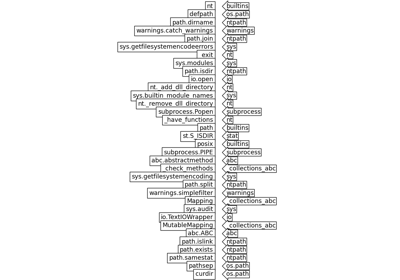 nt builtins
defpath os.path
path.dirname ntpath
warnings.catch_warnings warnings
path.join ntpath
sys.getfilesystemencodeerrors sys
_exit nt
sys.modules sys
path.isdir ntpath
io.open io
nt._add_dll_directory nt
sys.builtin_module_names sys
nt._remove_dll_directory nt
subprocess.Popen subprocess
_have_functions nt
path builtins
st.S_ISDIR stat
posix builtins
subprocess.PIPE subprocess
abc.abstractmethod abc
_check_methods _collections_abc
sys.getfilesystemencoding sys
path.split ntpath
warnings.simplefilter warnings
Mapping _collections_abc
sys.audit sys
io.TextIOWrapper io
MutableMapping _collections_abc
abc.ABC abc
path.islink ntpath
path.exists ntpath
path.samestat ntpath
pathsep os.path
curdir os.path